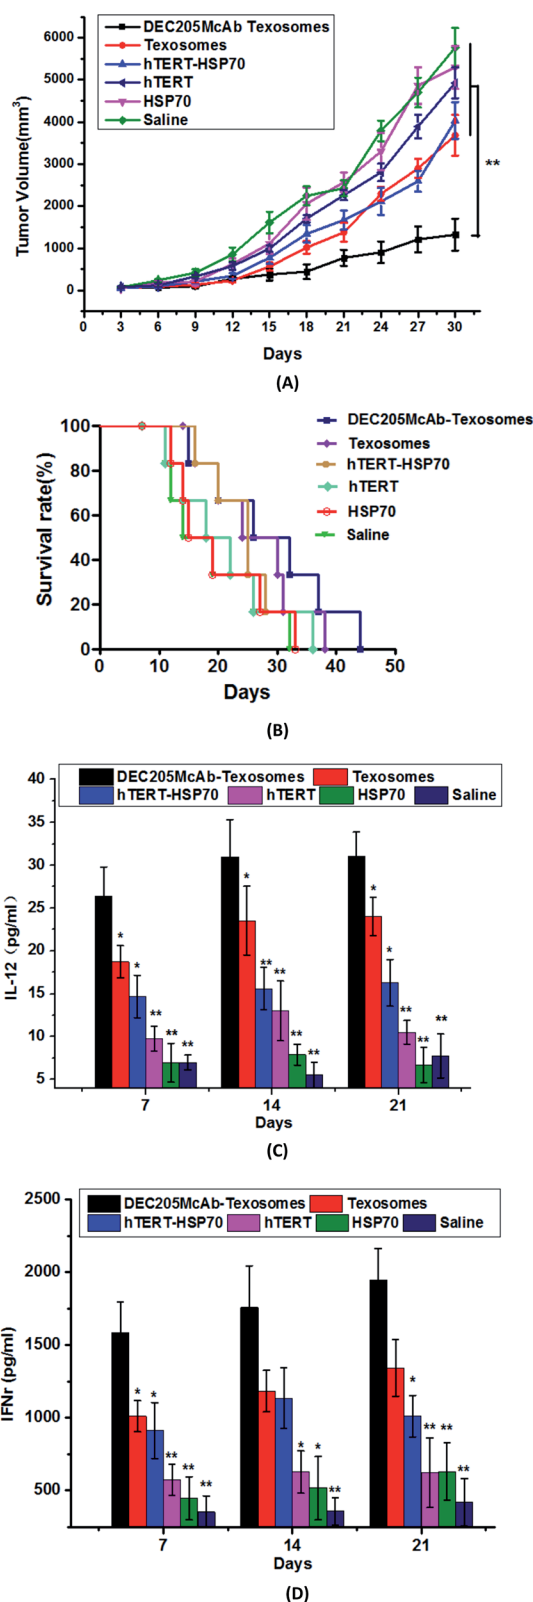 DEC205McAb Texosomes
Texosomes
hTERT-HSP70
hTERT
HSP70
Saline
Tumor Volume(mm3)
6000
5000
4000
3000
2000
1000
0
**
0 3 6 9 12 15 18 21 24 27 30
Days
(A)
DEC205McAb-Texosomes
Texosomes
hTERT-HSP70
hTERT
HSP70
Saline
Survival rate(%)
100
80
60
40
20
0
0 10 20 30 40 50
Days
(B)
DEC205McAb-Texosomes Texosomes
hTERT-HSP70 hTERT HSP70 Saline
IL-12 (pg/ml)
40
35
30
25
20
15
10
5
* * ** ** **
* ** ** ** **
* * ** ** **
7 14 21
Days
(C)
DEC205McAb-Texosomes Texosomes
hTERT-HSP70 hTERT HSP70 Saline
IFNr (pg/ml)
2500
2000
1500
1000
500
* * ** ** **
* * **
* ** ** **
7 14 21
Days
(D)